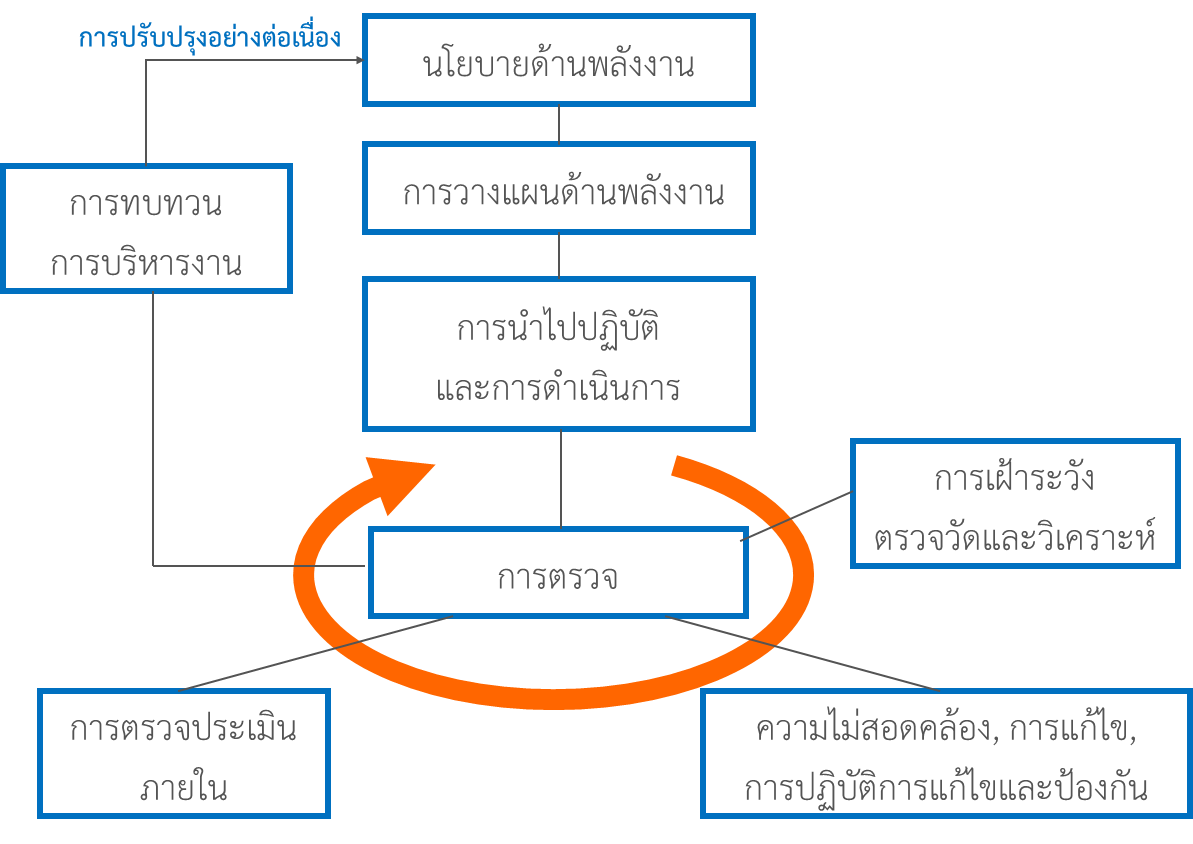 การปรับปรุงอย่างต่อเนื่อง
นโยบายด้านพลังงาน
การวางแผนด้านพลังงาน
การทบทวน
การบริหารงาน
การนำไปปฏิบัติ
และการดำเนินการ
การเฝ้าระวัง
ตรวจวัดและวิเคราะห์
การตรวจ
การตรวจประเมิน
ภายใน
ความไม่สอดคล้อง, การแก้ไข,
การปฏิบัติการแก้ไขและป้องกัน